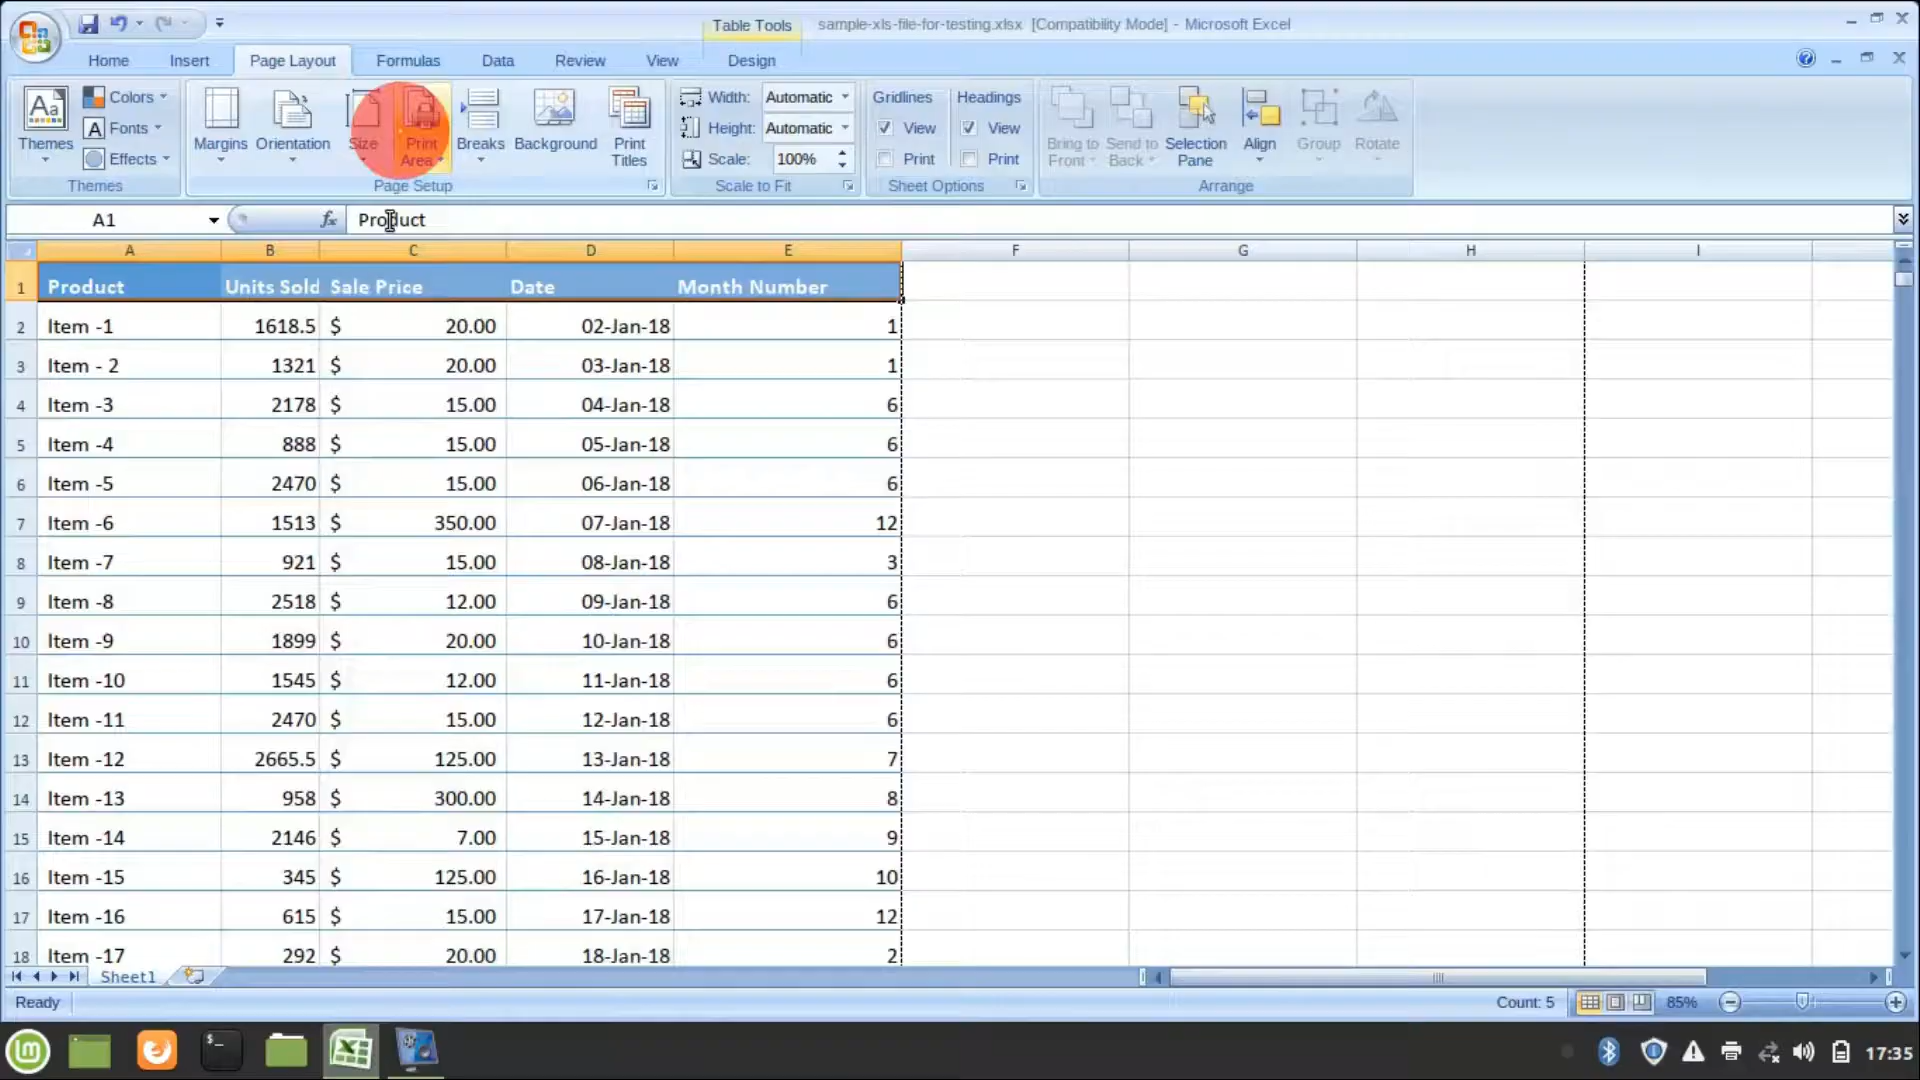 Table Tools
sample-xls-file-for-testing.xlsx [Compatibility Mode] - Microsoft Excel
Home Insert Page Layout Formulas Data Review View Design
Themes
Aa
Colors
A Fonts
Effects
Themes
Margins Orientation Size Print Area Breaks Background Print Titles
Page Setup
Width: Automatic
Height: Automatic
Scale: 100%
Scale to Fit
Gridlines Headings
View View
Print Print
Sheet Options
Bring to Front Send to Back Selection Pane Align Group Rotate
Arrange
A1 fx Product
A B C D E F G H I
1 Product Units Sold Sale Price Date Month Number
2 Item -1 1618.5 $ 20.00 02-Jan-18 1
3 Item - 2 1321 $ 20.00 03-Jan-18 1
4 Item -3 2178 $ 15.00 04-Jan-18 6
5 Item -4 888 $ 15.00 05-Jan-18 6
6 Item -5 2470 $ 15.00 06-Jan-18 6
7 Item -6 1513 $ 350.00 07-Jan-18 12
8 Item -7 921 $ 15.00 08-Jan-18 3
9 Item -8 2518 $ 12.00 09-Jan-18 6
10 Item -9 1899 $ 20.00 10-Jan-18 6
11 Item -10 1545 $ 12.00 11-Jan-18 6
12 Item -11 2470 $ 15.00 12-Jan-18 6
13 Item -12 2665.5 $ 125.00 13-Jan-18 7
14 Item -13 958 $ 300.00 14-Jan-18 8
15 Item -14 2146 $ 7.00 15-Jan-18 9
16 Item -15 345 $ 125.00 16-Jan-18 10
17 Item -16 615 $ 15.00 17-Jan-18 12
18 Item -17 292 $ 20.00 18-Jan-18 2
Sheet1
Ready Count: 5 85%
17:35